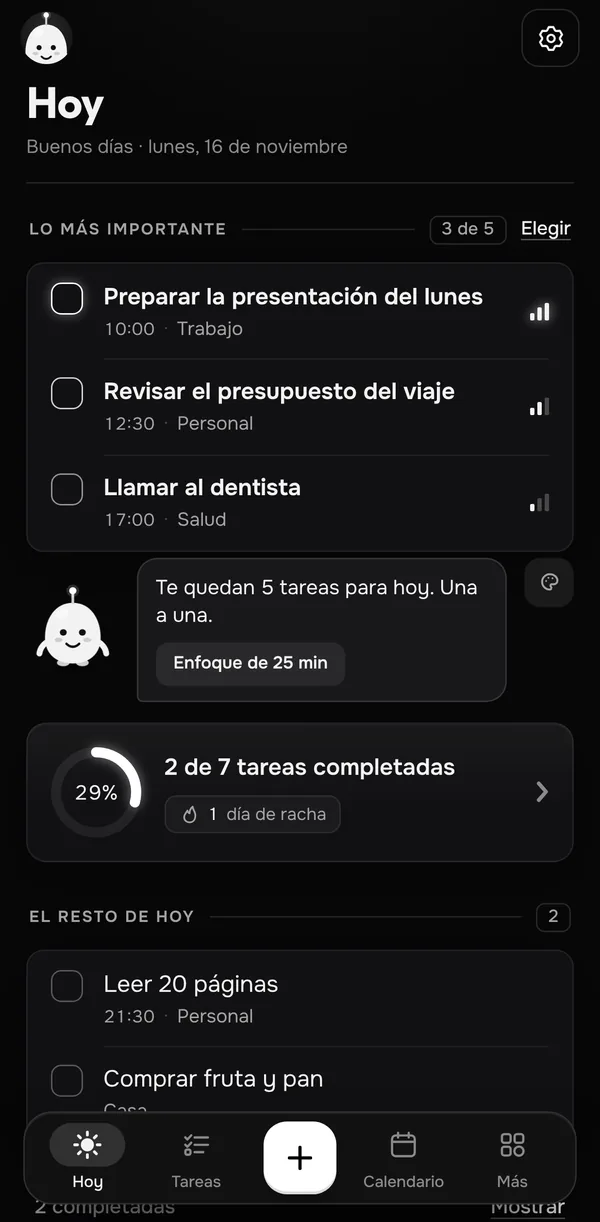 Hoy
Buenos días · lunes, 16 de noviembre
LO MÁS IMPORTANTE 3 de 5 Elegir
Preparar la presentación del lunes
10:00 · Trabajo
Revisar el presupuesto del viaje
12:30 · Personal
Llamar al dentista
17:00 · Salud
Te quedan 5 tareas para hoy. Una
a una.
Enfoque de 25 min
29%
2 de 7 tareas completadas
1 día de racha
EL RESTO DE HOY 2
Leer 20 páginas
21:30 · Personal
Comprar fruta y pan
Casa
Hoy Tareas Calendario Más
2 completadas Mostrar